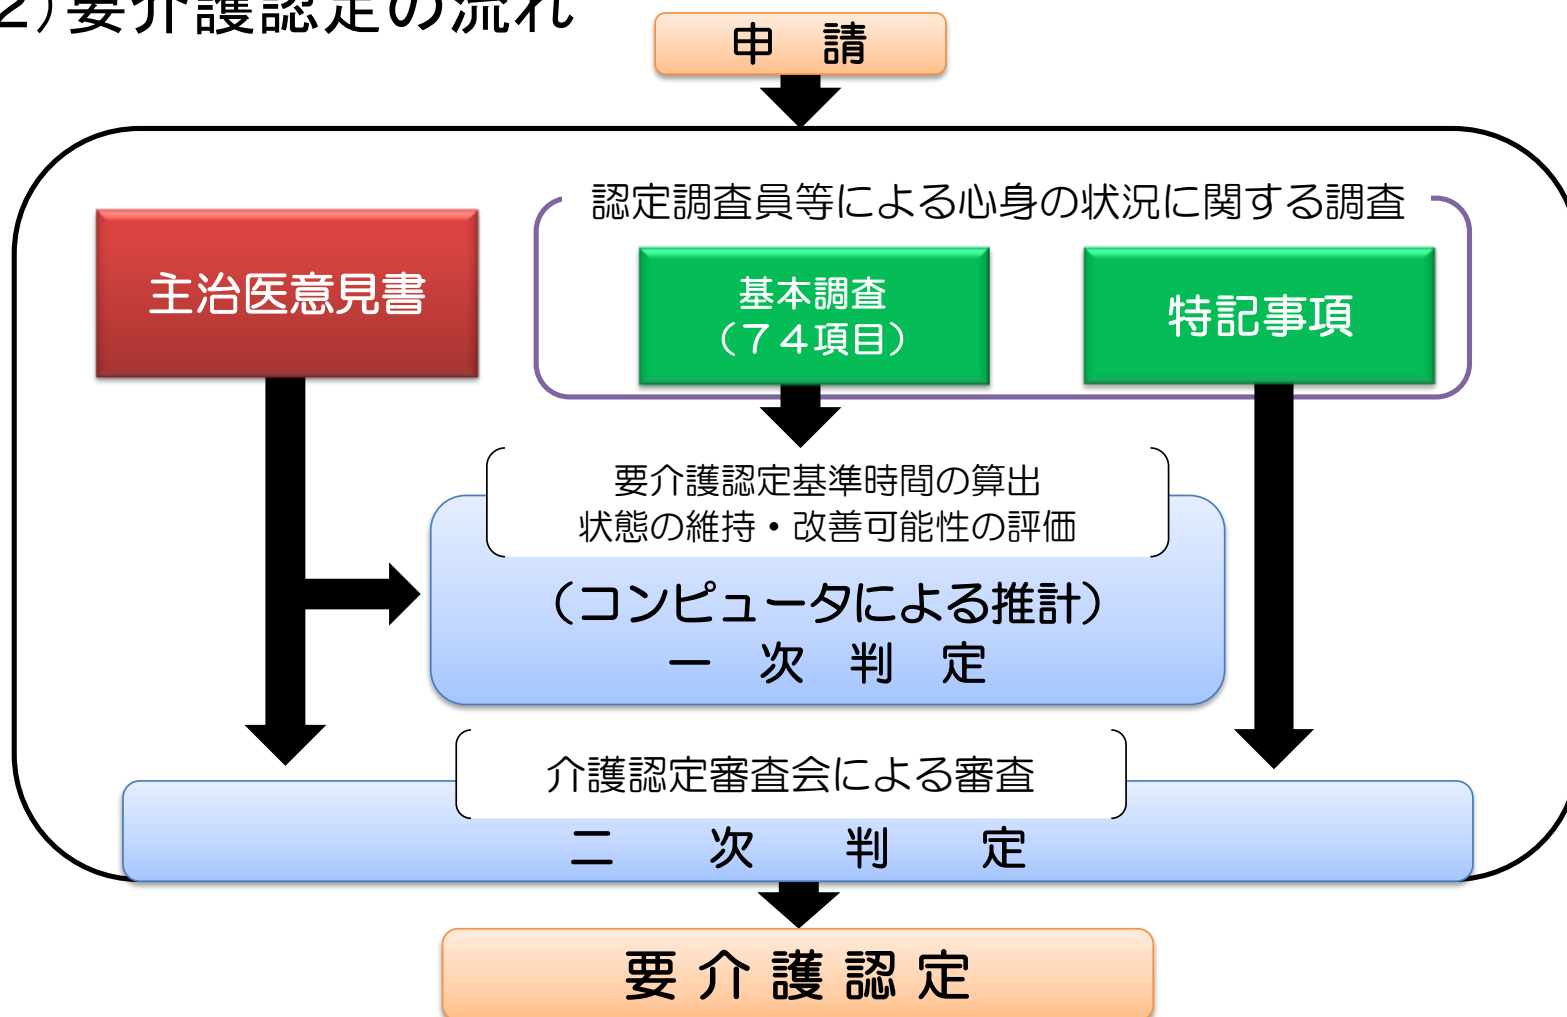 2)要介護認定の流れ
申 請
認定調査員等による心身の状況に関する調査
主治医意見書
基本調査
(74項目)
特記事項
要介護認定基準時間の算出
状態の維持・改善可能性の評価
(コンピュータによる推計)
一 次 判 定
介護認定審査会による審査
二 次 判 定
要 介 護 認 定